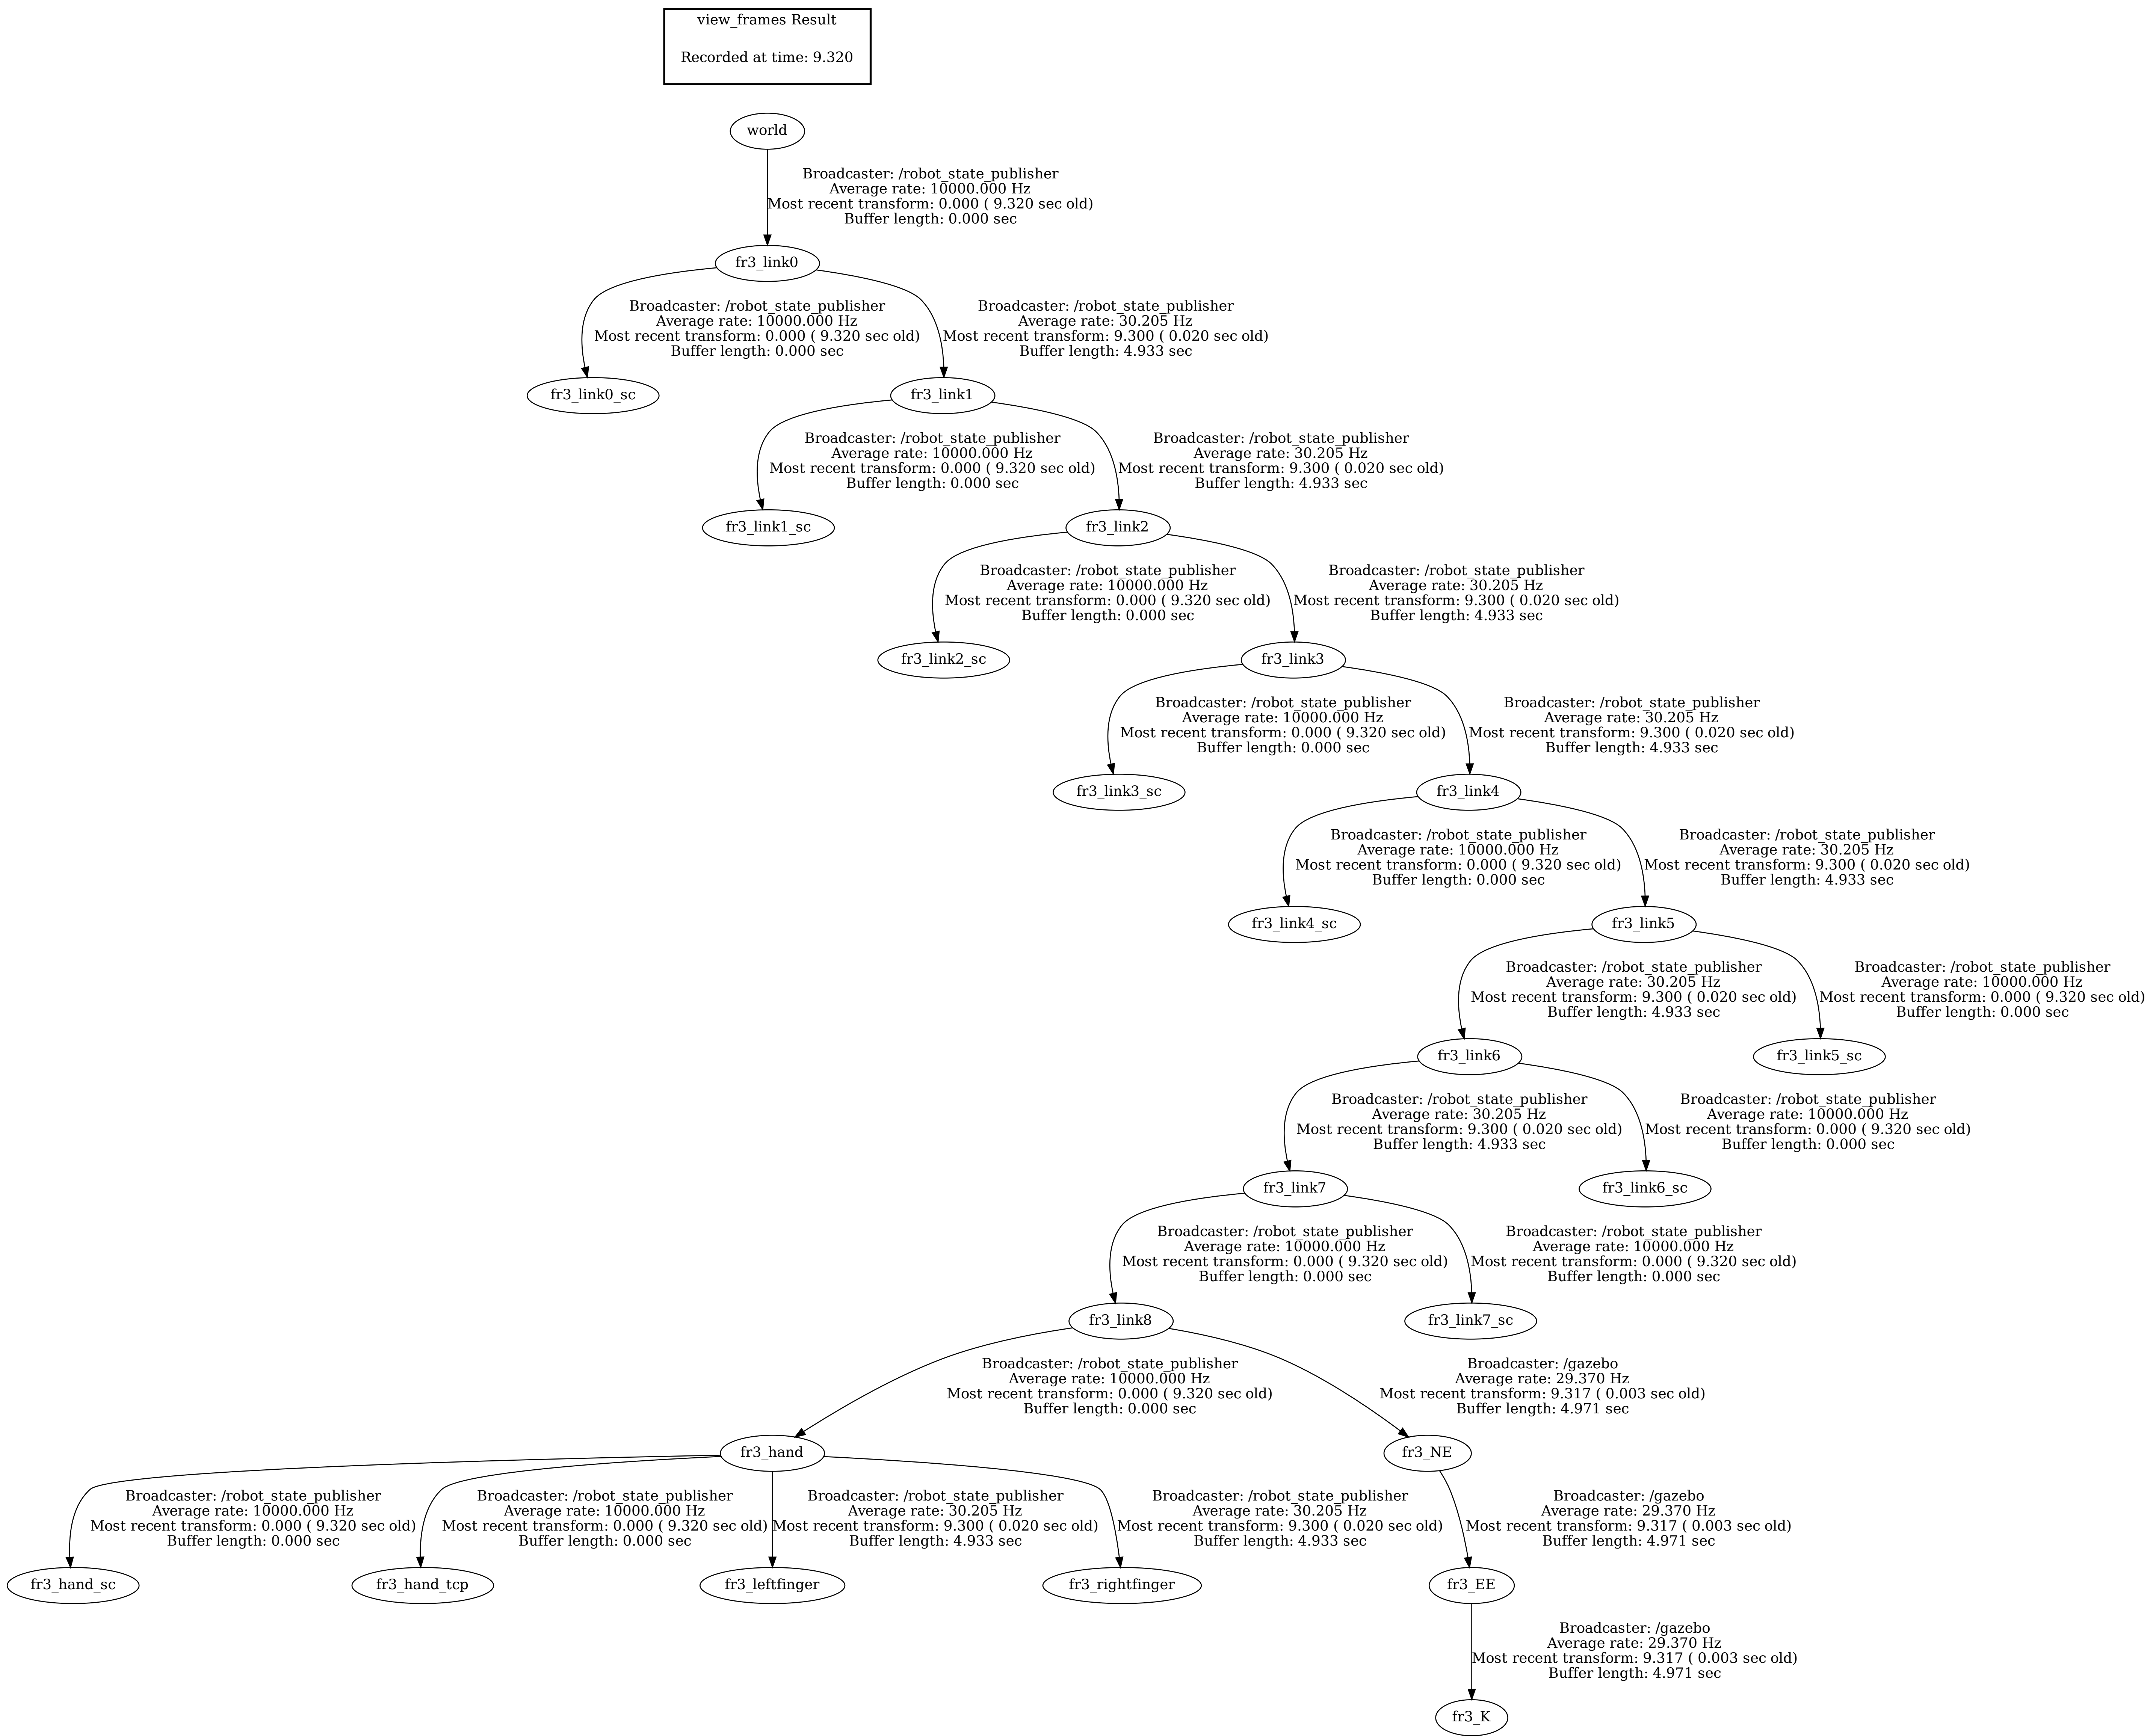 view_frames Result
Recorded at time: 9.320
world
Broadcaster: /robot_state_publisher
Average rate: 10000.000 Hz
Most recent transform: 0.000 ( 9.320 sec old)
Buffer length: 0.000 sec
fr3_link0
Broadcaster: /robot_state_publisher
Average rate: 10000.000 Hz
Most recent transform: 0.000 ( 9.320 sec old)
Buffer length: 0.000 sec
Broadcaster: /robot_state_publisher
Average rate: 30.205 Hz
Most recent transform: 9.300 ( 0.020 sec old)
Buffer length: 4.933 sec
fr3_link0_sc
fr3_link1
Broadcaster: /robot_state_publisher
Average rate: 10000.000 Hz
Most recent transform: 0.000 ( 9.320 sec old)
Buffer length: 0.000 sec
Broadcaster: /robot_state_publisher
Average rate: 30.205 Hz
Most recent transform: 9.300 ( 0.020 sec old)
Buffer length: 4.933 sec
fr3_link1_sc
fr3_link2
Broadcaster: /robot_state_publisher
Average rate: 10000.000 Hz
Most recent transform: 0.000 ( 9.320 sec old)
Buffer length: 0.000 sec
Broadcaster: /robot_state_publisher
Average rate: 30.205 Hz
Most recent transform: 9.300 ( 0.020 sec old)
Buffer length: 4.933 sec
fr3_link2_sc
fr3_link3
Broadcaster: /robot_state_publisher
Average rate: 10000.000 Hz
Most recent transform: 0.000 ( 9.320 sec old)
Buffer length: 0.000 sec
Broadcaster: /robot_state_publisher
Average rate: 30.205 Hz
Most recent transform: 9.300 ( 0.020 sec old)
Buffer length: 4.933 sec
fr3_link3_sc
fr3_link4
Broadcaster: /robot_state_publisher
Average rate: 10000.000 Hz
Most recent transform: 0.000 ( 9.320 sec old)
Buffer length: 0.000 sec
Broadcaster: /robot_state_publisher
Average rate: 30.205 Hz
Most recent transform: 9.300 ( 0.020 sec old)
Buffer length: 4.933 sec
fr3_link4_sc
fr3_link5
Broadcaster: /robot_state_publisher
Average rate: 30.205 Hz
Most recent transform: 9.300 ( 0.020 sec old)
Buffer length: 4.933 sec
Broadcaster: /robot_state_publisher
Average rate: 10000.000 Hz
Most recent transform: 0.000 ( 9.320 sec old)
Buffer length: 0.000 sec
fr3_link6
fr3_link5_sc
Broadcaster: /robot_state_publisher
Average rate: 30.205 Hz
Most recent transform: 9.300 ( 0.020 sec old)
Buffer length: 4.933 sec
Broadcaster: /robot_state_publisher
Average rate: 10000.000 Hz
Most recent transform: 0.000 ( 9.320 sec old)
Buffer length: 0.000 sec
fr3_link7
fr3_link6_sc
Broadcaster: /robot_state_publisher
Average rate: 10000.000 Hz
Most recent transform: 0.000 ( 9.320 sec old)
Buffer length: 0.000 sec
Broadcaster: /robot_state_publisher
Average rate: 10000.000 Hz
Most recent transform: 0.000 ( 9.320 sec old)
Buffer length: 0.000 sec
fr3_link8
fr3_link7_sc
Broadcaster: /robot_state_publisher
Average rate: 10000.000 Hz
Most recent transform: 0.000 ( 9.320 sec old)
Buffer length: 0.000 sec
Broadcaster: /gazebo
Average rate: 29.370 Hz
Most recent transform: 9.317 ( 0.003 sec old)
Buffer length: 4.971 sec
fr3_hand
fr3_NE
Broadcaster: /robot_state_publisher
Average rate: 10000.000 Hz
Most recent transform: 0.000 ( 9.320 sec old)
Buffer length: 0.000 sec
Broadcaster: /robot_state_publisher
Average rate: 10000.000 Hz
Most recent transform: 0.000 ( 9.320 sec old)
Buffer length: 0.000 sec
Broadcaster: /robot_state_publisher
Average rate: 30.205 Hz
Most recent transform: 9.300 ( 0.020 sec old)
Buffer length: 4.933 sec
Broadcaster: /robot_state_publisher
Average rate: 30.205 Hz
Most recent transform: 9.300 ( 0.020 sec old)
Buffer length: 4.933 sec
Broadcaster: /gazebo
Average rate: 29.370 Hz
Most recent transform: 9.317 ( 0.003 sec old)
Buffer length: 4.971 sec
fr3_hand_sc
fr3_hand_tcp
fr3_leftfinger
fr3_rightfinger
fr3_EE
Broadcaster: /gazebo
Average rate: 29.370 Hz
Most recent transform: 9.317 ( 0.003 sec old)
Buffer length: 4.971 sec
fr3_K